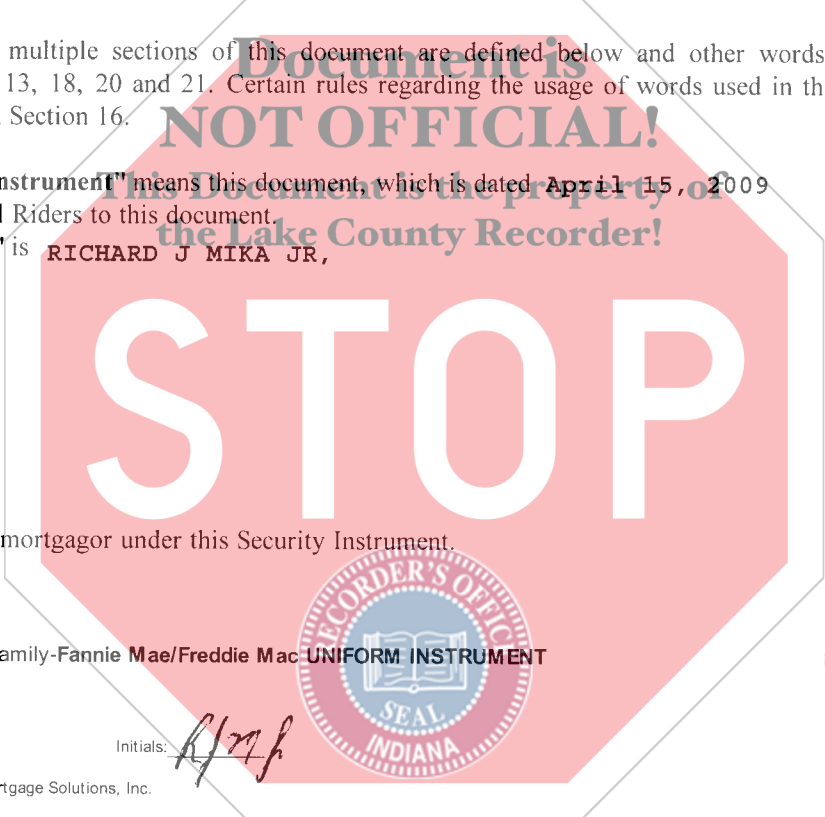 multiple sections of this document are defined below and other words
Document is
13, 18, 20 and 21. Certain rules regarding the usage of words used in th
Section 16.
NOT OFFICIAL!
nstrument" means this document, which is dated April 15, 2009
This Document is the property of
Riders to this document.
the Lake County Recorder!
" is RICHARD J MIKA JR,
STOP
mortgagor under this Security Instrument.
RECORDER'S OFFIC
amily-Fannie Mae/Freddie Mac UNIFORM INSTRUMENT
SEAL
INDIANA
Initials: RJMJ
rtgage Solutions, Inc.